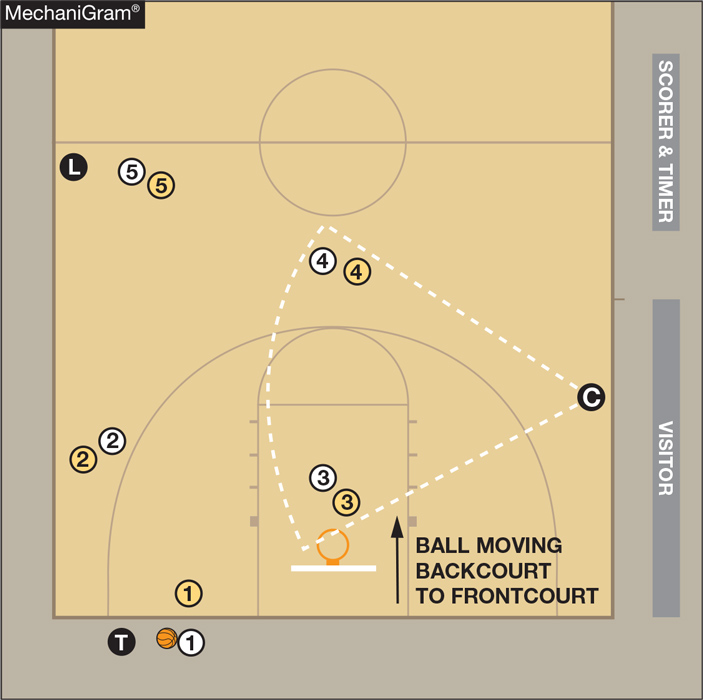 MechaniGram®
SCORER & TIMER
L
5
5
4
4
C
VISITOR
2
2
3
3
BALL MOVING
BACKCOURT
TO FRONTCOURT
1
T
1